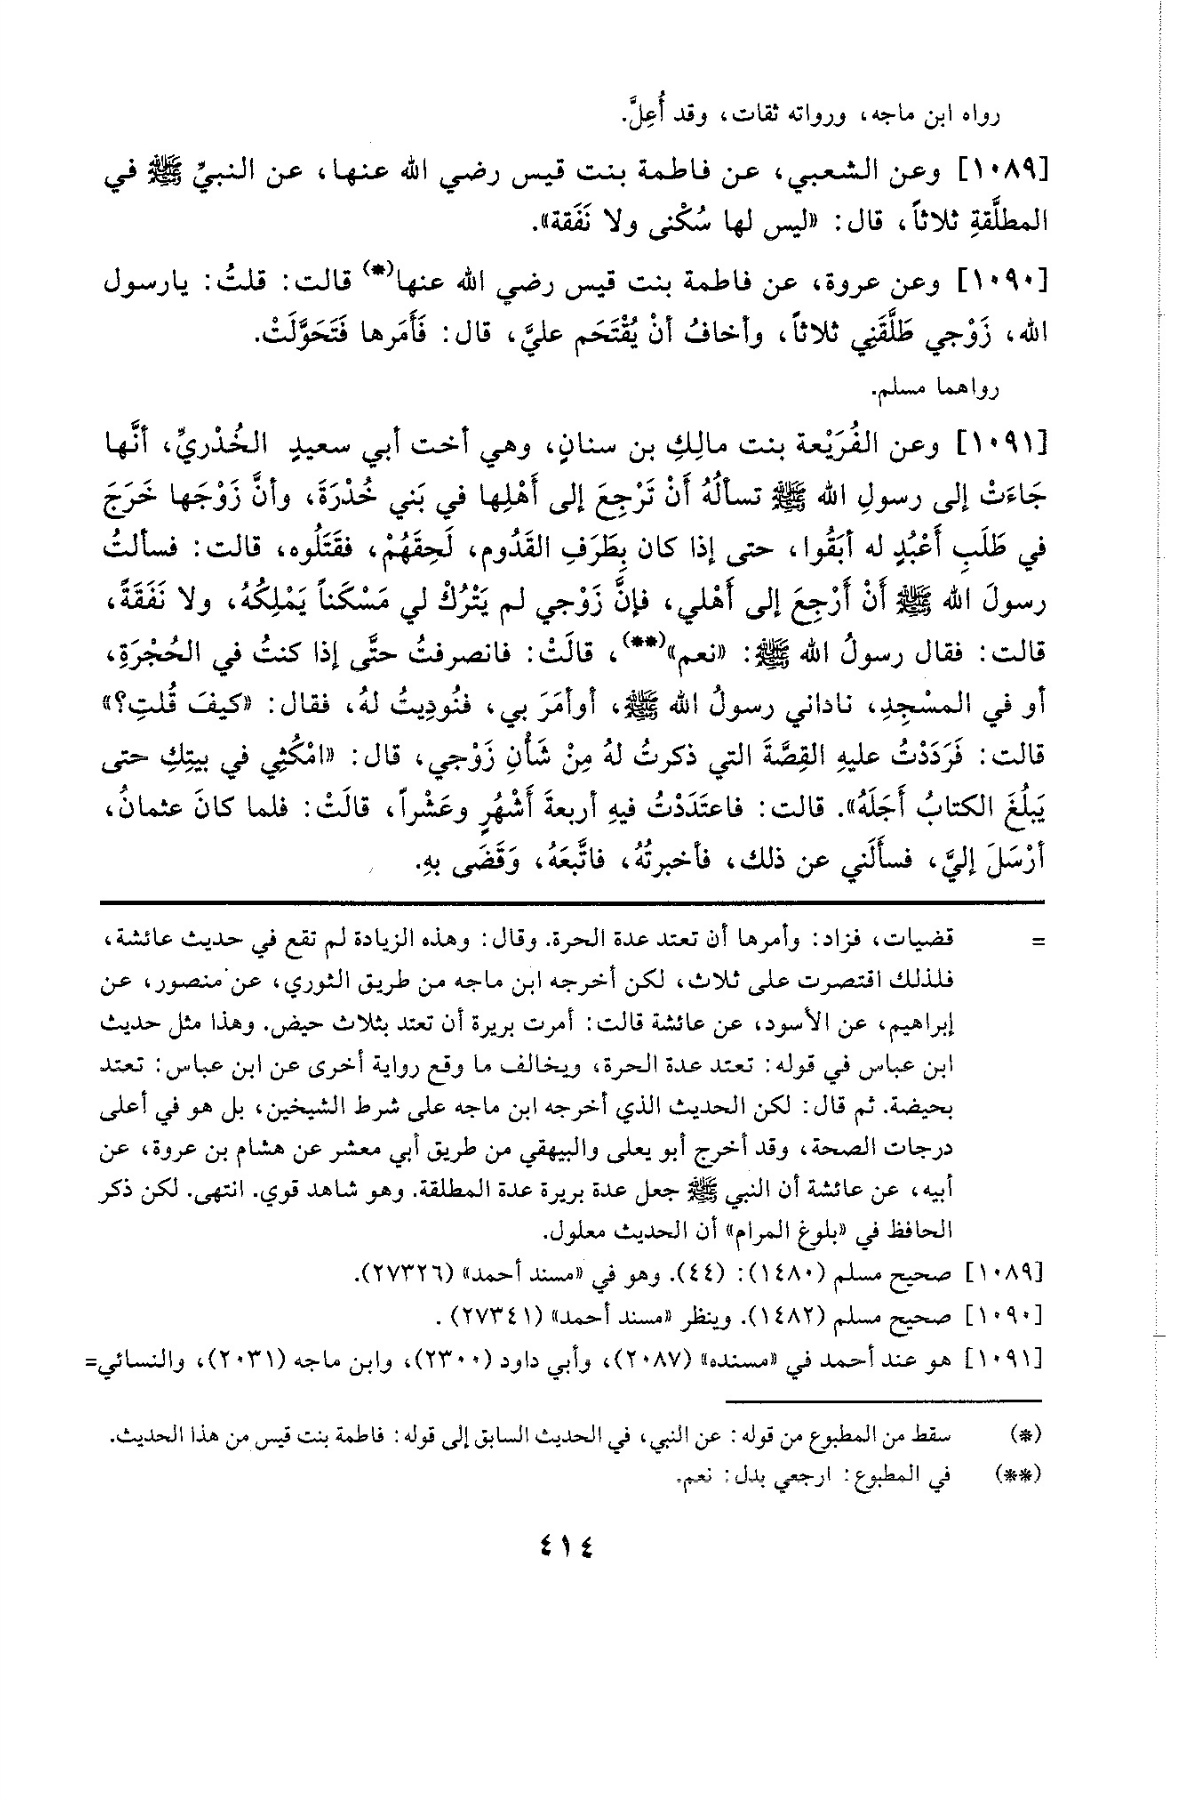 رواه ابن ماجه، ورواته ثقات، وقد أُعِلَّ.
[١٠٨٩] وعن الشعبي، عن فاطمة بنت قيس رضي الله عنها، عن النبيِّ ﷺ في
المطلَّقةِ ثلاثاً، قال: «ليس لها سُكْنى ولا نَفَقة».
[١٠٩٠] وعن عروة، عن فاطمة بنت قيس رضي الله عنها(*) قالت: قلتُ: يارسول
الله، زَوْجي طَلَّقَنِي ثلاثاً، وأخافُ أنْ يُقْتَحَم عليَّ، قال: فَأَمَرها فَتَحَوَّلَتْ.
رواهما مسلم.
[١٠٩١] وعن الفُرَيْعة بنت مالِكِ بن سنانٍ، وهي أخت أبي سعيدٍ الخُدْريِّ، أنَّها
جَاءَتْ إلى رسولِ الله ﷺ تسألُهُ أَنْ تَرْجِعَ إلى أَهْلِها في بَني خُدْرَةَ، وأنَّ زَوْجَها خَرَجَ
في طَلَبِ أَعْبُدٍ له أبَقُوا، حتى إذا كان بِطَرَفِ القَدُوم، لَحِقَهُمْ، فقَتَلُوه، قالت: فسألتُ
رسولَ الله ﷺ أَنْ أَرْجِعَ إلى أَهْلي، فإنَّ زَوْجي لم يَتْرُكْ لي مَسْكَناً يَمْلِكُهُ، ولا نَفَقَةً،
قالت: فقال رسولُ الله ﷺ: «نعم»(**)، قالَتْ: فانصرفتُ حتَّى إذا كنتُ في الحُجْرَةِ،
أو في المسْجِدِ، ناداني رسولُ الله ﷺ، أوأمَرَ بي، فنُودِيتُ لهُ، فقال: «كيفَ قُلتِ؟»
قالت: فَرَدَدْتُ عليهِ القِصَّةَ التي ذكرتُ لهُ مِنْ شَأْنِ زَوْجي، قال: «امْكُثِي في بيتِكِ حتى
يَبلُغَ الكتابُ أَجَلَهُ». قالت: فاعتَدَدْتُ فيهِ أربعةَ أَشْهُرٍ وعَشْراً، قالَتْ: فلما كانَ عثمانُ،
أرْسَلَ إليَّ، فسألَني عن ذلك، فأخبرتُهُ، فاتَّبعَهُ، وَقَضَى بهِ.
= قضيات، فزاد: وأمرها أن تعتد عدة الحرة. وقال: وهذه الزيادة لم تقع في حديث عائشة،
فلذلك اقتصرت على ثلاث، لكن أخرجه ابن ماجه من طريق الثوري، عن منصور، عن
إبراهيم، عن الأسود، عن عائشة قالت: أمرت بريرة أن تعتد بثلاث حيض. وهذا مثل حديث
ابن عباس في قوله: تعتد عدة الحرة، ويخالف ما وقع رواية أخرى عن ابن عباس: تعتد
بحيضة. ثم قال: لكن الحديث الذي أخرجه ابن ماجه على شرط الشيخين، بل هو في أعلى
درجات الصحة، وقد أخرج أبو يعلى والبيهقي من طريق أبي معشر عن هشام بن عروة، عن
أبيه، عن عائشة أن النبي ﷺ جعل عدة بريرة عدة المطلقة. وهو شاهد قوي. انتهى. لكن ذكر
الحافظ في «بلوغ المرام» أن الحديث معلول.
[١٠٨٩] صحيح مسلم (١٤٨٠): (٤٤). وهو في «مسند أحمد» (٢٧٣٢٦).
[١٠٩٠] صحيح مسلم (١٤٨٢). وينظر «مسند أحمد» (٢٧٣٤١) .
[١٠٩١] هو عند أحمد في «مسنده» (٢٠٨٧)، وأبي داود (٢٣٠٠)، وابن ماجه (٢٠٣١)، والنسائي=
(*) سقط من المطبوع من قوله: عن النبي، في الحديث السابق إلى قوله: فاطمة بنت قيس من هذا الحديث.
(**) في المطبوع: ارجعي بدل: نعم.
٤١٤